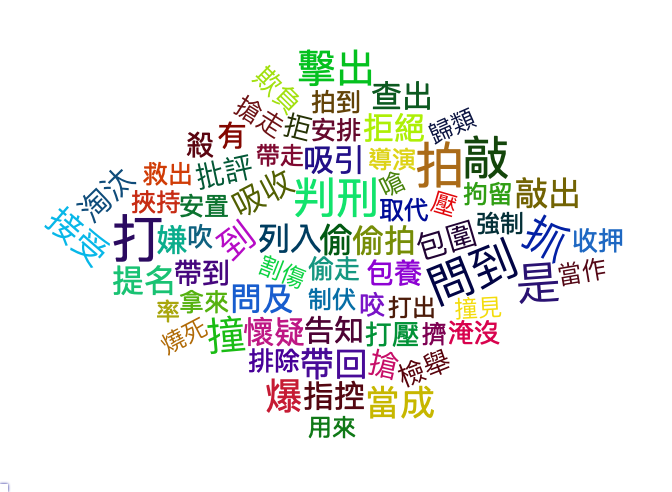 擊出
欺負
拍到
查出
搶走
拒
安排
拒絕
歸類
殺
有
帶走
吸引
導演
拍
敲
救出
批評
吸收
判刑
嗆
拘留
敲出
淘汰
挾持
安置
取代
壓
接受
打
嫌
吹
到
列入
偷
偷拍
包圍
強制
抓
收押
提名
帶到
割傷
偷走
包養
問到
是
當作
率
拿來
問及
制伏
咬
打出
撞見
燒死
撞
懷疑
告知
打壓
擠
淹沒
排除
帶回
搶
檢舉
爆
指控
當成
用來